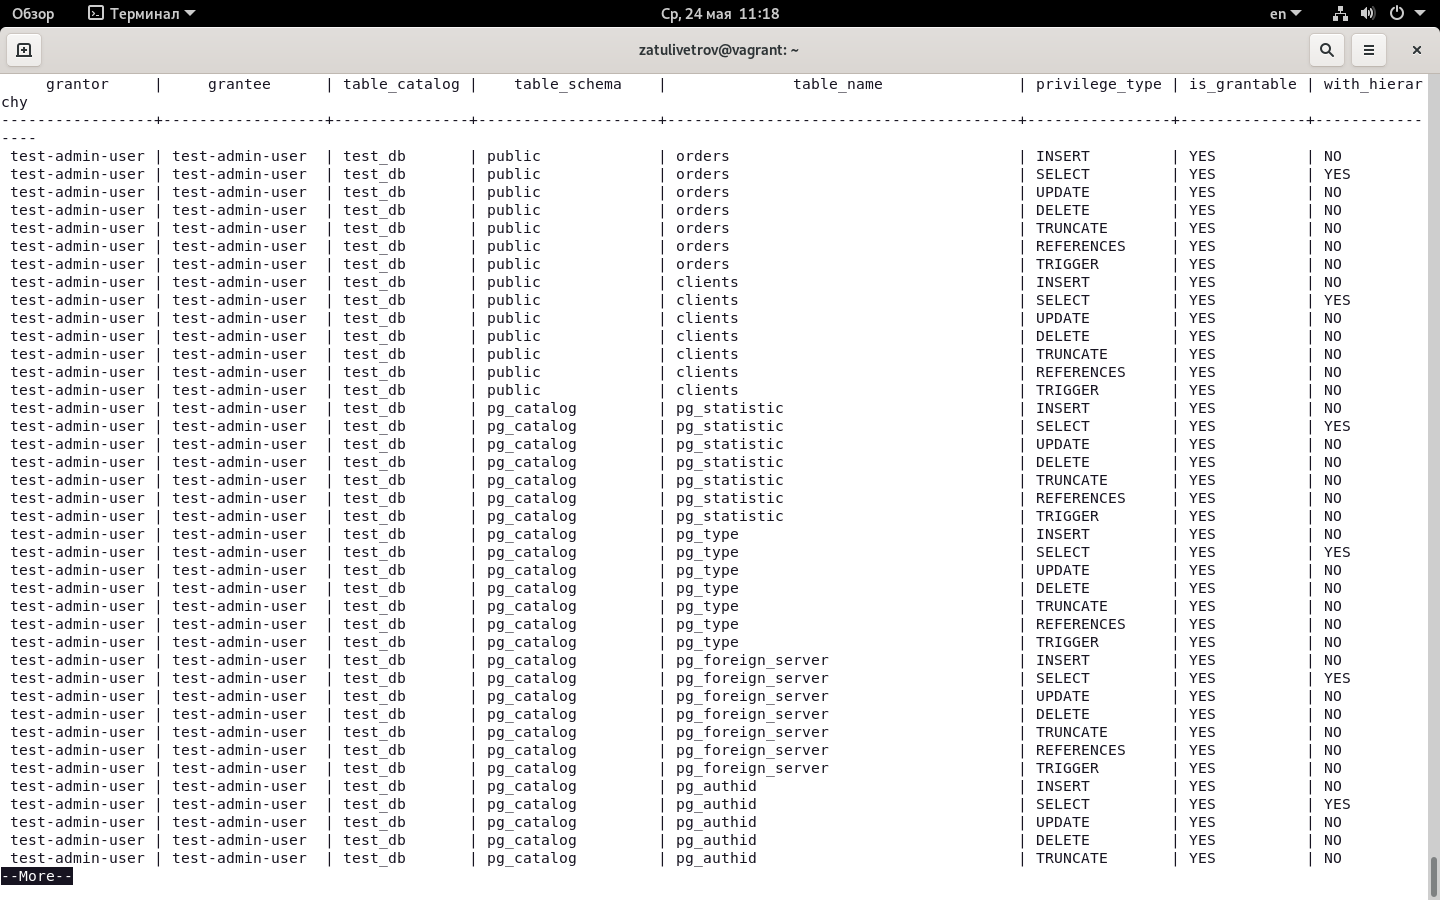 Обзор Терминал Ср, 24 мая 11:18 en
zatulivetrov@vagrant: ~
     grantor     |     grantee      | table_catalog |    table_schema    |              table_name               | privilege_type | is_grantable | with_hierar
chy
-----------------+------------------+---------------+--------------------+---------------------------------------+----------------+--------------+------------
----
 test-admin-user | test-admin-user  | test_db       | public             | orders                                | INSERT         | YES          | NO
 test-admin-user | test-admin-user  | test_db       | public             | orders                                | SELECT         | YES          | YES
 test-admin-user | test-admin-user  | test_db       | public             | orders                                | UPDATE         | YES          | NO
 test-admin-user | test-admin-user  | test_db       | public             | orders                                | DELETE         | YES          | NO
 test-admin-user | test-admin-user  | test_db       | public             | orders                                | TRUNCATE       | YES          | NO
 test-admin-user | test-admin-user  | test_db       | public             | orders                                | REFERENCES     | YES          | NO
 test-admin-user | test-admin-user  | test_db       | public             | orders                                | TRIGGER        | YES          | NO
 test-admin-user | test-admin-user  | test_db       | public             | clients                               | INSERT         | YES          | NO
 test-admin-user | test-admin-user  | test_db       | public             | clients                               | SELECT         | YES          | YES
 test-admin-user | test-admin-user  | test_db       | public             | clients                               | UPDATE         | YES          | NO
 test-admin-user | test-admin-user  | test_db       | public             | clients                               | DELETE         | YES          | NO
 test-admin-user | test-admin-user  | test_db       | public             | clients                               | TRUNCATE       | YES          | NO
 test-admin-user | test-admin-user  | test_db       | public             | clients                               | REFERENCES     | YES          | NO
 test-admin-user | test-admin-user  | test_db       | public             | clients                               | TRIGGER        | YES          | NO
 test-admin-user | test-admin-user  | test_db       | pg_catalog         | pg_statistic                          | INSERT         | YES          | NO
 test-admin-user | test-admin-user  | test_db       | pg_catalog         | pg_statistic                          | SELECT         | YES          | YES
 test-admin-user | test-admin-user  | test_db       | pg_catalog         | pg_statistic                          | UPDATE         | YES          | NO
 test-admin-user | test-admin-user  | test_db       | pg_catalog         | pg_statistic                          | DELETE         | YES          | NO
 test-admin-user | test-admin-user  | test_db       | pg_catalog         | pg_statistic                          | TRUNCATE       | YES          | NO
 test-admin-user | test-admin-user  | test_db       | pg_catalog         | pg_statistic                          | REFERENCES     | YES          | NO
 test-admin-user | test-admin-user  | test_db       | pg_catalog         | pg_statistic                          | TRIGGER        | YES          | NO
 test-admin-user | test-admin-user  | test_db       | pg_catalog         | pg_type                               | INSERT         | YES          | NO
 test-admin-user | test-admin-user  | test_db       | pg_catalog         | pg_type                               | SELECT         | YES          | YES
 test-admin-user | test-admin-user  | test_db       | pg_catalog         | pg_type                               | UPDATE         | YES          | NO
 test-admin-user | test-admin-user  | test_db       | pg_catalog         | pg_type                               | DELETE         | YES          | NO
 test-admin-user | test-admin-user  | test_db       | pg_catalog         | pg_type                               | TRUNCATE       | YES          | NO
 test-admin-user | test-admin-user  | test_db       | pg_catalog         | pg_type                               | REFERENCES     | YES          | NO
 test-admin-user | test-admin-user  | test_db       | pg_catalog         | pg_type                               | TRIGGER        | YES          | NO
 test-admin-user | test-admin-user  | test_db       | pg_catalog         | pg_foreign_server                     | INSERT         | YES          | NO
 test-admin-user | test-admin-user  | test_db       | pg_catalog         | pg_foreign_server                     | SELECT         | YES          | YES
 test-admin-user | test-admin-user  | test_db       | pg_catalog         | pg_foreign_server                     | UPDATE         | YES          | NO
 test-admin-user | test-admin-user  | test_db       | pg_catalog         | pg_foreign_server                     | DELETE         | YES          | NO
 test-admin-user | test-admin-user  | test_db       | pg_catalog         | pg_foreign_server                     | TRUNCATE       | YES          | NO
 test-admin-user | test-admin-user  | test_db       | pg_catalog         | pg_foreign_server                     | REFERENCES     | YES          | NO
 test-admin-user | test-admin-user  | test_db       | pg_catalog         | pg_foreign_server                     | TRIGGER        | YES          | NO
 test-admin-user | test-admin-user  | test_db       | pg_catalog         | pg_authid                             | INSERT         | YES          | NO
 test-admin-user | test-admin-user  | test_db       | pg_catalog         | pg_authid                             | SELECT         | YES          | YES
 test-admin-user | test-admin-user  | test_db       | pg_catalog         | pg_authid                             | UPDATE         | YES          | NO
 test-admin-user | test-admin-user  | test_db       | pg_catalog         | pg_authid                             | DELETE         | YES          | NO
 test-admin-user | test-admin-user  | test_db       | pg_catalog         | pg_authid                             | TRUNCATE       | YES          | NO
--More--